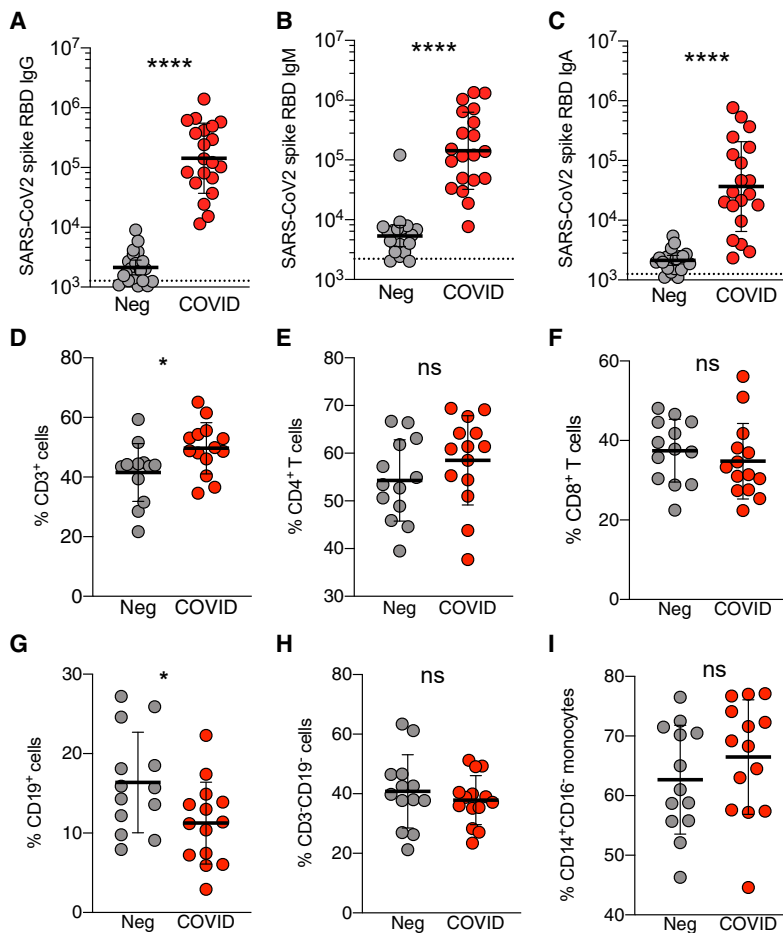 A
SARS-CoV2 spike RBD IgG
10⁷
10⁶
10⁵
10⁴
10³
****
Neg COVID
B
SARS-CoV2 spike RBD IgM
10⁷
10⁶
10⁵
10⁴
10³
****
Neg COVID
C
SARS-CoV2 spike RBD IgA
10⁷
10⁶
10⁵
10⁴
10³
****
Neg COVID
D
% CD3⁺ cells
80
60
40
20
0
*
Neg COVID
E
% CD4⁺ T cells
80
70
60
50
40
30
ns
Neg COVID
F
% CD8⁺ T cells
60
40
20
0
ns
Neg COVID
G
% CD19⁺ cells
30
20
10
0
*
Neg COVID
H
% CD3⁻CD19⁻ cells
80
60
40
20
0
ns
Neg COVID
I
% CD14⁺CD16⁻ monocytes
80
70
60
50
40
ns
Neg COVID